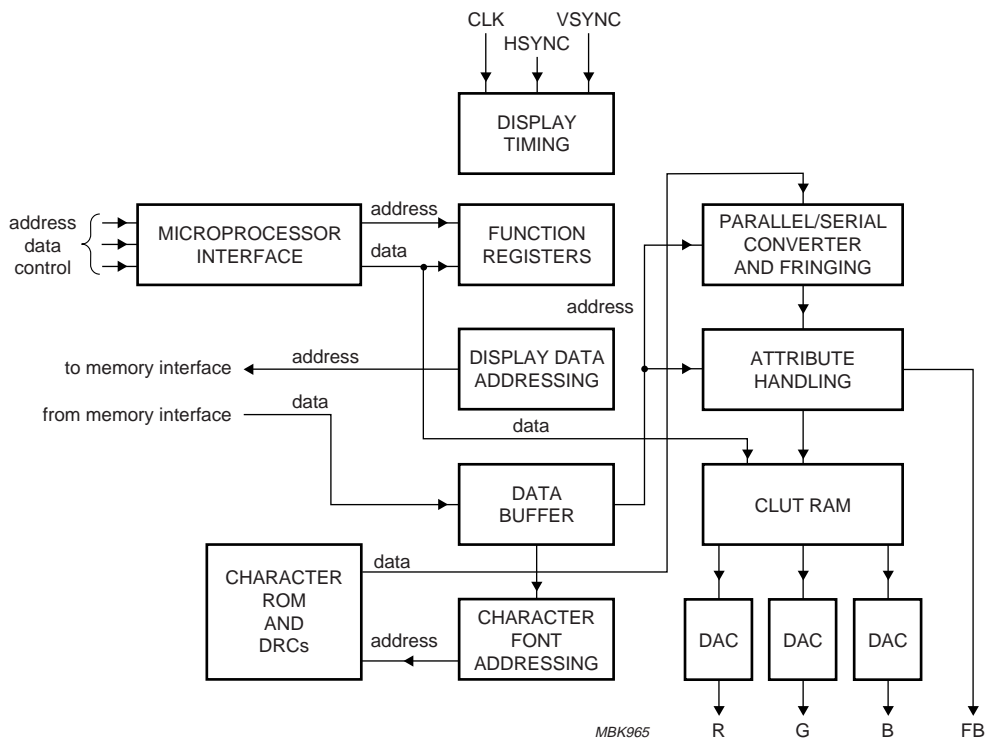 CLK
VSYNC
HSYNC
DISPLAY
TIMING
address
data
control
MICROPROCESSOR
INTERFACE
address
data
FUNCTION
REGISTERS
PARALLEL/SERIAL
CONVERTER
AND FRINGING
address
to memory interface
address
DISPLAY DATA
ADDRESSING
ATTRIBUTE
HANDLING
from memory interface
data
data
DATA
BUFFER
CLUT RAM
CHARACTER
ROM
AND
DRCs
data
address
CHARACTER
FONT
ADDRESSING
DAC
DAC
DAC
MBK965
R
G
B
FB